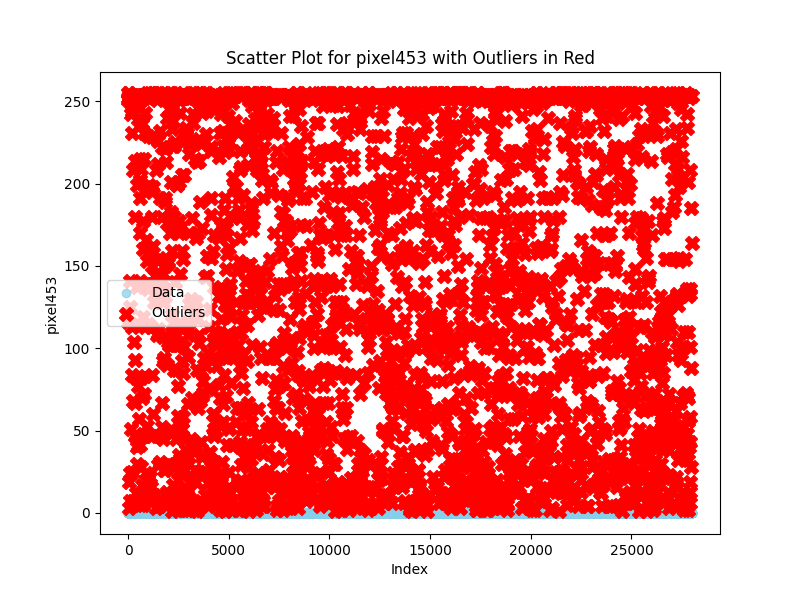 Scatter Plot for pixel453 with Outliers in Red
250
200
150
100
50
0
pixel453
Data
Outliers
0
5000
10000
15000
20000
25000
Index